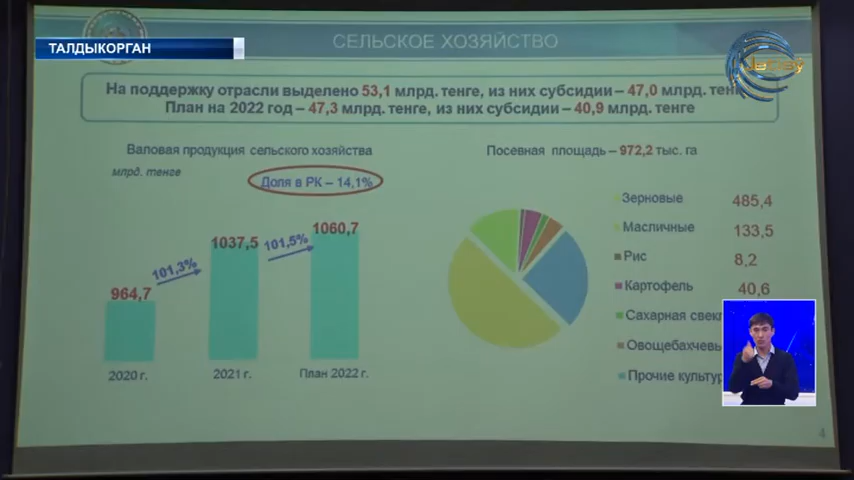 ТАЛДЫКОРГАН
СЕЛЬСКОЕ ХОЗЯЙСТВО
На поддержку отрасли выделено 53,1 млрд. тенге, из них субсидии – 47,0 млрд.
План на 2022 год – 47,3 млрд. тенге, из них субсидии – 40,9 млрд. тенге
Валовая продукция сельского хозяйства
млрд. тенге
Доля в РК – 14,1%
964,7
101,3%
1037,5
101,5%
1060,7
2020 г.
2021 г.
План 2022 г.
Посевная площадь – 972,2 тыс. га
Зерновые 485,4
Масличные 133,5
Рис 8,2
Картофель 40,6
Сахарная
Прочие
4